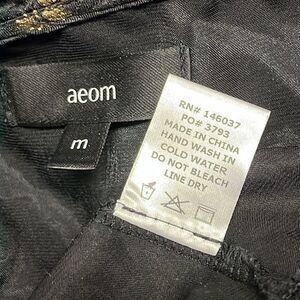 aeom
m
RN# 146037
PO# 3793
MADE IN CHINA
HAND WASH IN
COLD WATER
DO NOT BLEACH
LINE DRY